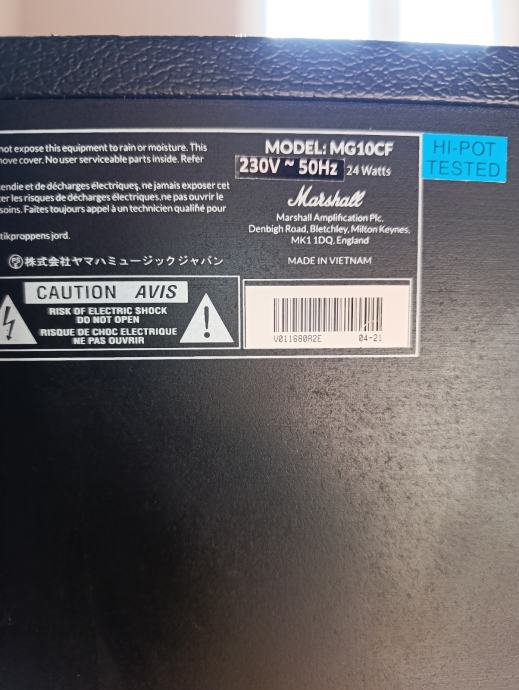 not expose this equipment to rain or moisture. This
move cover. No user serviceable parts inside. Refer
endie et de décharges électriques, ne jamais exposer cet
er les risques de décharges électriques, ne pas ouvrir le
soins. Faites toujours appel à un technicien qualifié pour
tikproppens jord.
株式会社ヤマハミュージックジャパン
CAUTION AVIS
RISK OF ELECTRIC SHOCK
DO NOT OPEN
RISQUE DE CHOC ELECTRIQUE
NE PAS OUVRIR
MODEL: MG10CF
230V ~ 50Hz 24 Watts
Marshall
Marshall Amplification Plc.
Denbigh Road, Bletchley, Milton Keynes,
MK1 1DQ, England
MADE IN VIETNAM
V011680A2E 04-21
HI-POT
TESTED